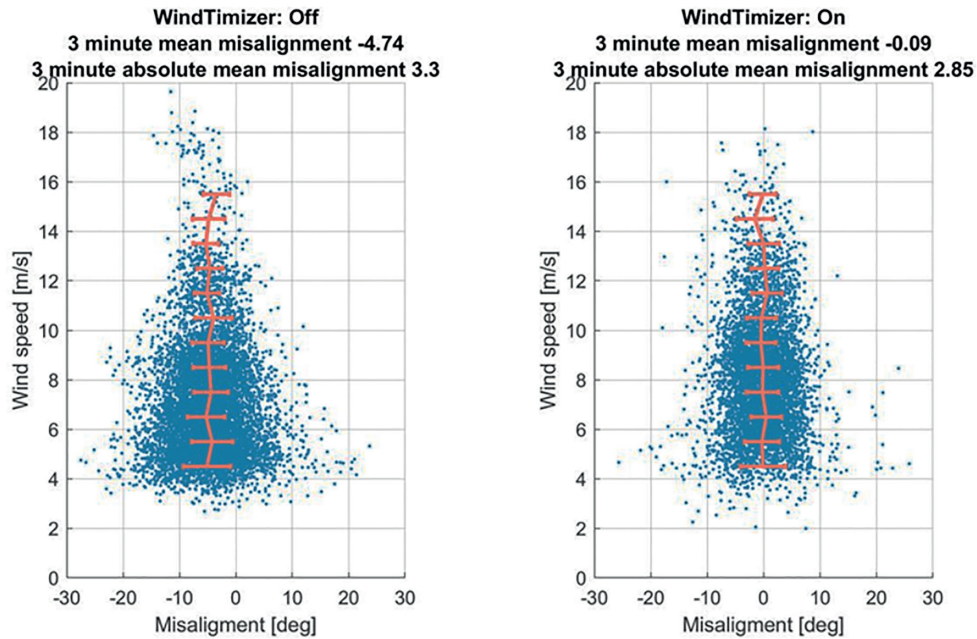 WindTimizer: Off
3 minute mean misalignment -4.74
3 minute absolute mean misalignment 3.3
20
18
16
14
12
10
8
6
4
2
0
Wind speed [m/s]
-30 -20 -10 0 10 20 30
Misaligment [deg]
WindTimizer: On
3 minute mean misalignment -0.09
3 minute absolute mean misalignment 2.85
20
18
16
14
12
10
8
6
4
2
0
Wind speed [m/s]
-30 -20 -10 0 10 20 30
Misaligment [deg]